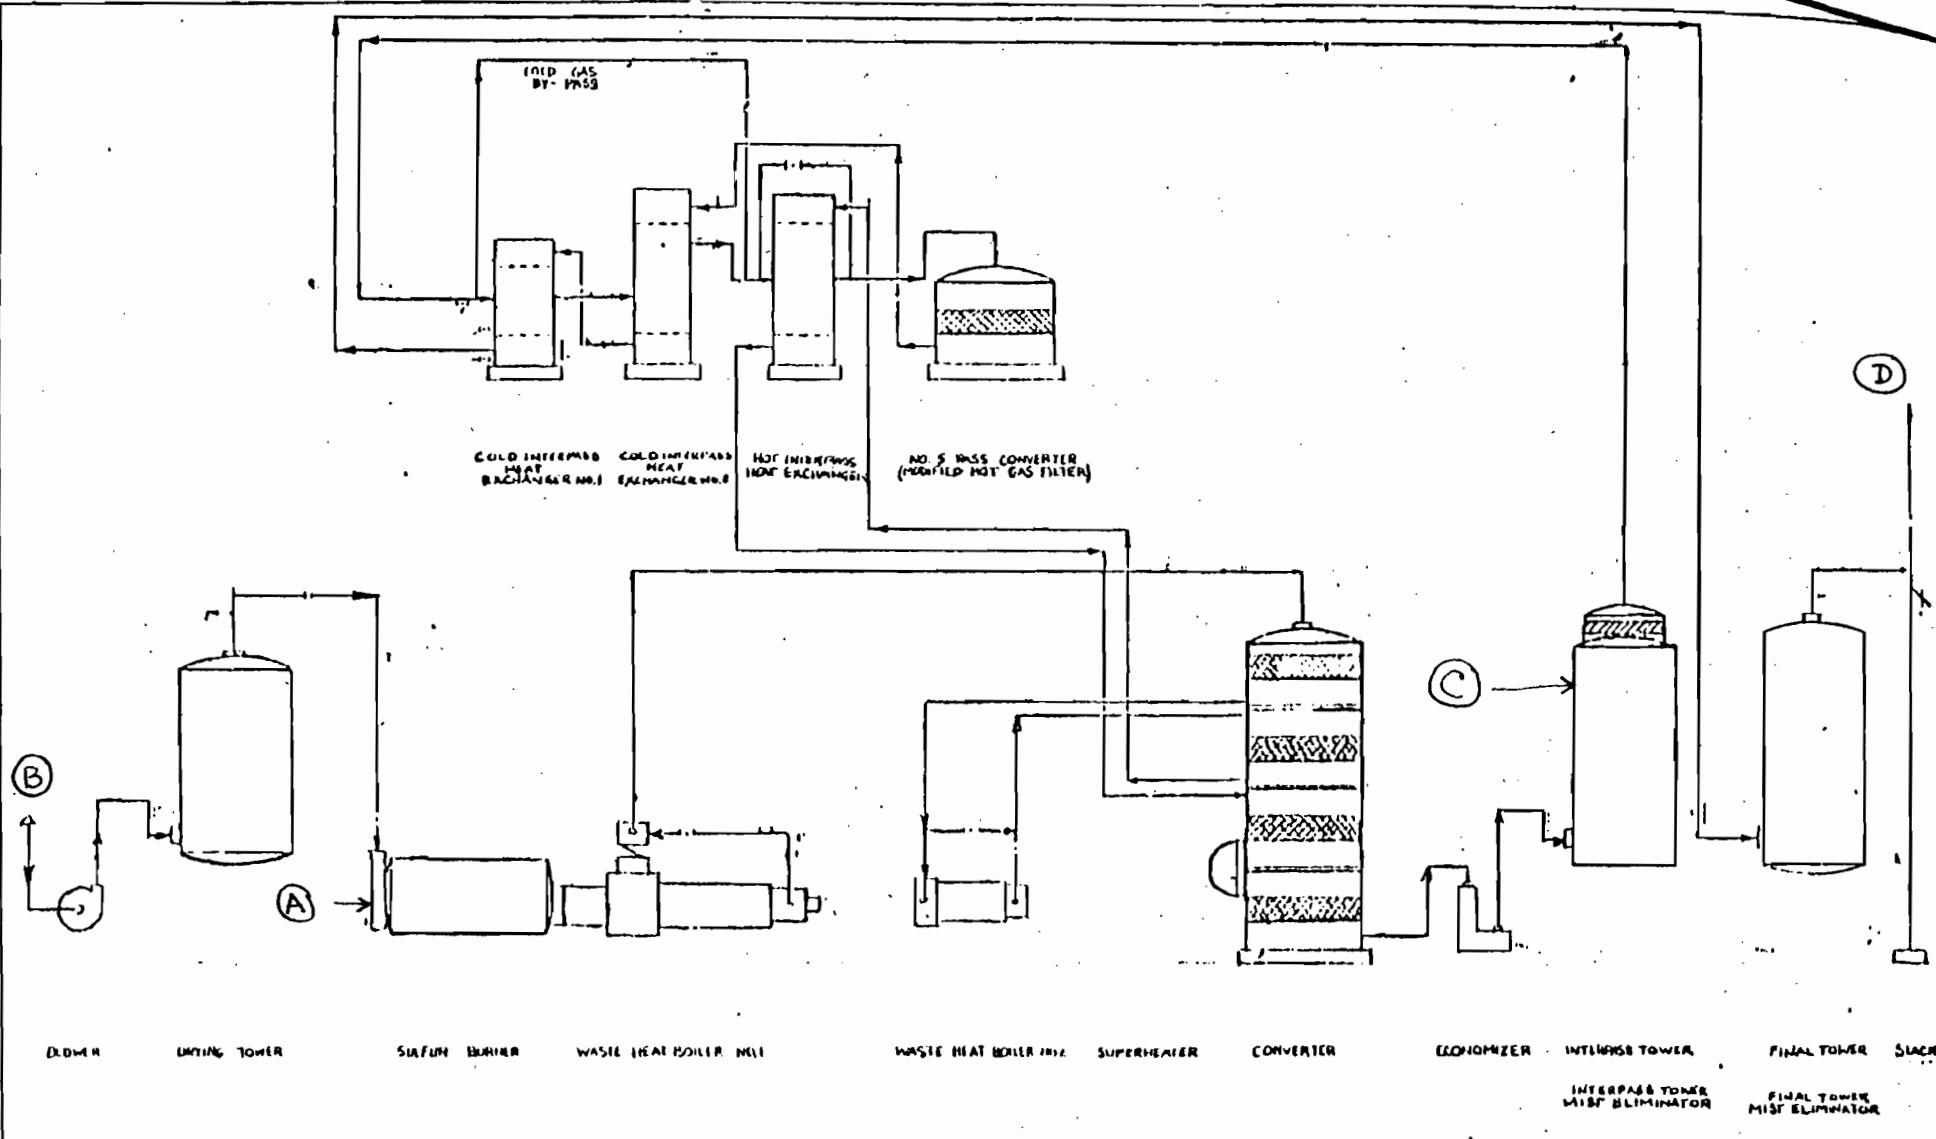 COLD GAS
BY-PASS
COLD INTERPASS
HEAT
EXCHANGER NO.1
COLD INTERPASS
HEAT
EXCHANGER NO.2
HOT INTERPASS
HEAT EXCHANGER
NO. 5 PASS CONVERTER
(MODIFIED HOT GAS FILTER)
D
C
B
A
BLOWER
DRYING TOWER
SULFUR BURNER
WASTE HEAT BOILER NO.1
WASTE HEAT BOILER NO.2
SUPERHEATER
CONVERTER
ECONOMIZER
INTERPASS TOWER
FINAL TOWER
STACK
INTERPASS TOWER
MIST ELIMINATOR
FINAL TOWER
MIST ELIMINATOR